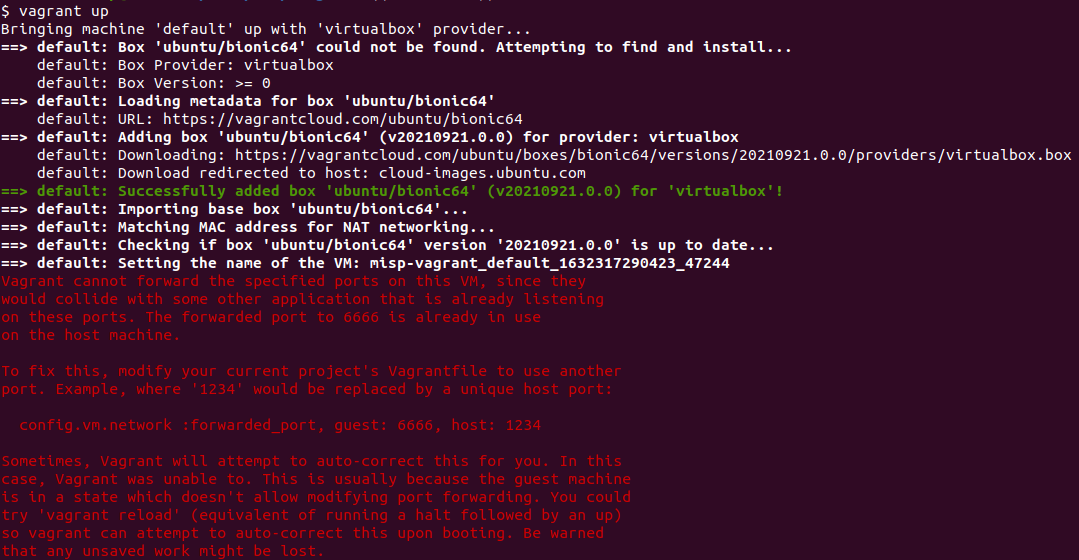 $ vagrant up
Bringing machine 'default' up with 'virtualbox' provider...
==> default: Box 'ubuntu/bionic64' could not be found. Attempting to find and install...
    default: Box Provider: virtualbox
    default: Box Version: >= 0
==> default: Loading metadata for box 'ubuntu/bionic64'
    default: URL: https://vagrantcloud.com/ubuntu/bionic64
==> default: Adding box 'ubuntu/bionic64' (v20210921.0.0) for provider: virtualbox
    default: Downloading: https://vagrantcloud.com/ubuntu/boxes/bionic64/versions/20210921.0.0/providers/virtualbox.box
    default: Download redirected to host: cloud-images.ubuntu.com
==> default: Successfully added box 'ubuntu/bionic64' (v20210921.0.0) for 'virtualbox'!
==> default: Importing base box 'ubuntu/bionic64'...
==> default: Matching MAC address for NAT networking...
==> default: Checking if box 'ubuntu/bionic64' version '20210921.0.0' is up to date...
==> default: Setting the name of the VM: misp-vagrant_default_1632317290423_47244
Vagrant cannot forward the specified ports on this VM, since they
would collide with some other application that is already listening
on these ports. The forwarded port to 6666 is already in use
on the host machine.

To fix this, modify your current project's Vagrantfile to use another
port. Example, where '1234' would be replaced by a unique host port:

  config.vm.network :forwarded_port, guest: 6666, host: 1234

Sometimes, Vagrant will attempt to auto-correct this for you. In this
case, Vagrant was unable to. This is usually because the guest machine
is in a state which doesn't allow modifying port forwarding. You could
try 'vagrant reload' (equivalent of running a halt followed by an up)
so vagrant can attempt to auto-correct this upon booting. Be warned
that any unsaved work might be lost.